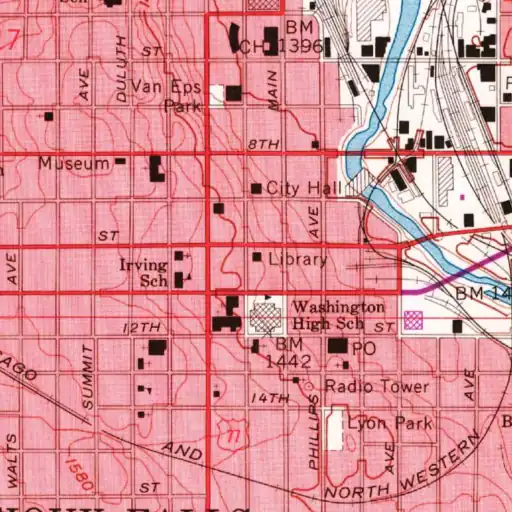 BM
CH 1396
7
ST
DULUTH
AVE
Van Eps
Park
MAIN
8TH
Museum
City Hall
AVE
ST
Library
Irving
Sch
AVE
BM 14
Washington
High Sch
ST
12TH
BM
1442
PO
SUMMIT
Radio Tower
AVE
14TH
PHILLIPS
Lyon Park
77
AND
AVE
WALTS
1580
ST
NORTH WESTERN